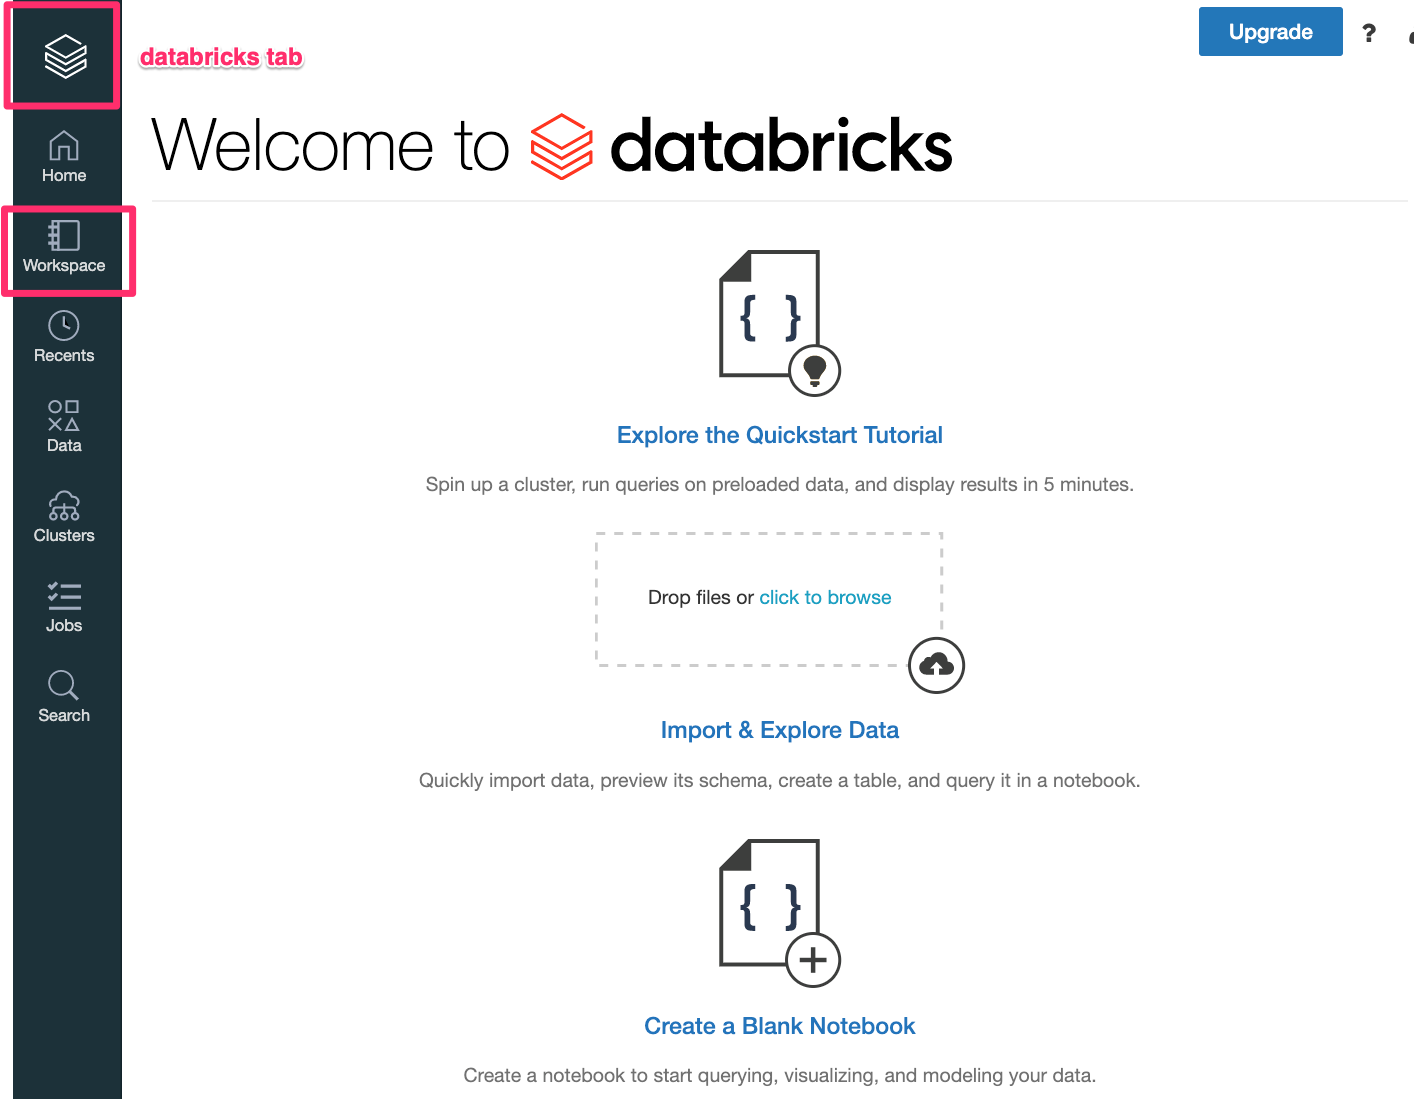 Upgrade ?
databricks tab
Welcome to databricks
Home
Workspace
Recents
Data
Clusters
Jobs
Search
{ }
Explore the Quickstart Tutorial
Spin up a cluster, run queries on preloaded data, and display results in 5 minutes.
Drop files or click to browse
Import & Explore Data
Quickly import data, preview its schema, create a table, and query it in a notebook.
{ }
Create a Blank Notebook
Create a notebook to start querying, visualizing, and modeling your data.